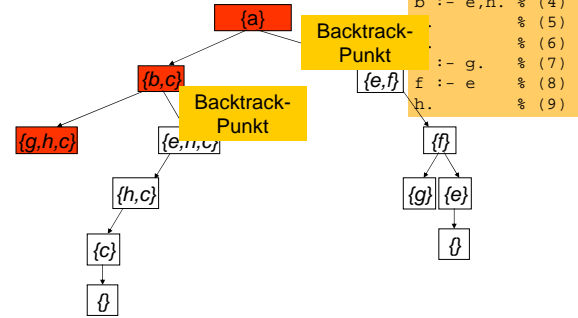 {a}
b :- e,h. % (4)
. % (5)
. % (6)
:- g. % (7)
f :- e % (8)
h. % (9)
Backtrack-
Punkt
{b,c}
{e,f}
Backtrack-
Punkt
{g,h,c}
{e,h,c}
{f}
{h,c}
{g}
{e}
{c}
{}
{}